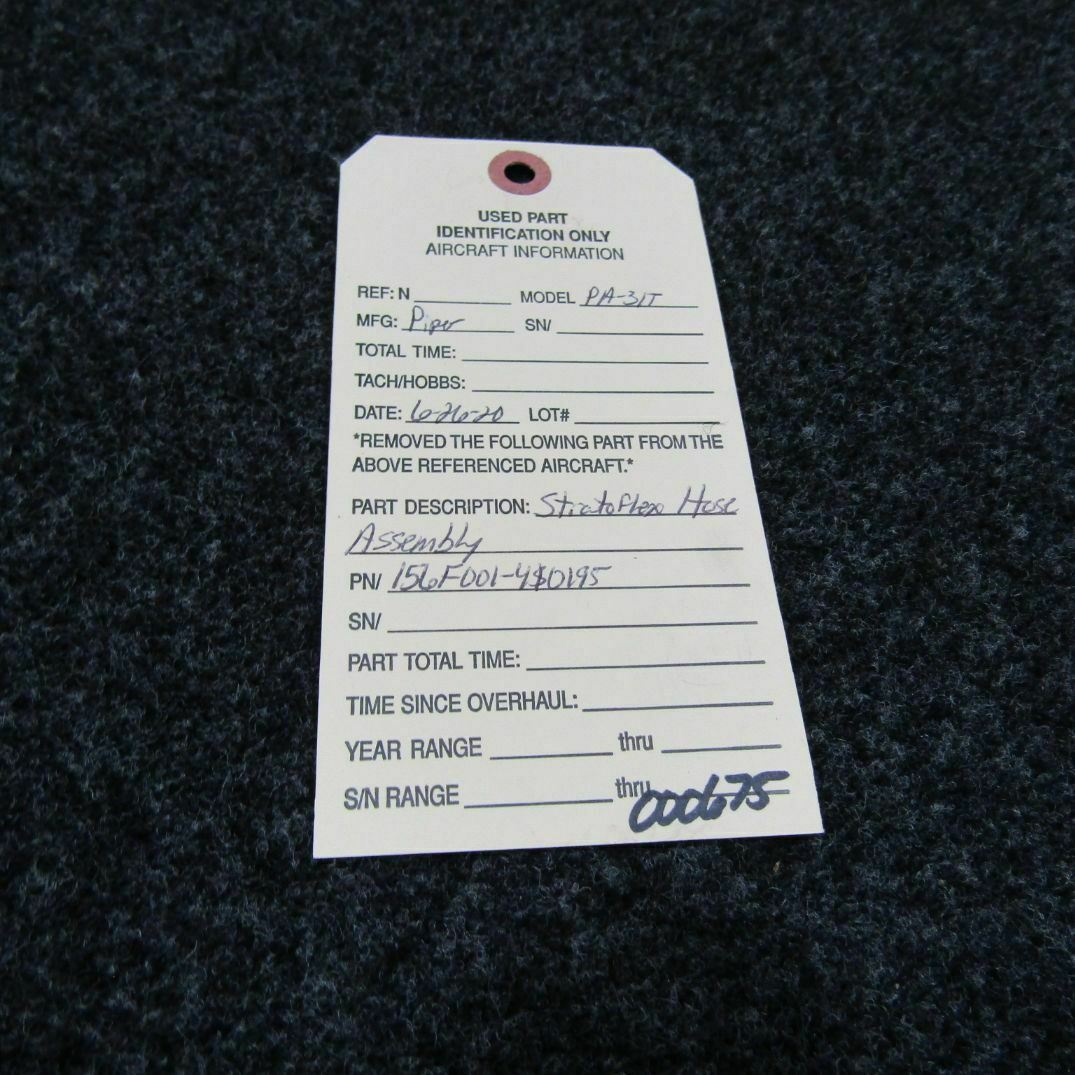 USED PART
IDENTIFICATION ONLY
AIRCRAFT INFORMATION
REF: N MODEL PA-31T
MFG: Piper SN/
TOTAL TIME:
TACH/HOBBS:
DATE: 6-26-20 LOT#
*REMOVED THE FOLLOWING PART FROM THE
ABOVE REFERENCED AIRCRAFT.*
PART DESCRIPTION: Stratoflex Hose
Assembly
PN/ 156F001-4$0195
SN/
PART TOTAL TIME:
TIME SINCE OVERHAUL:
YEAR RANGE thru
S/N RANGE thru 000675